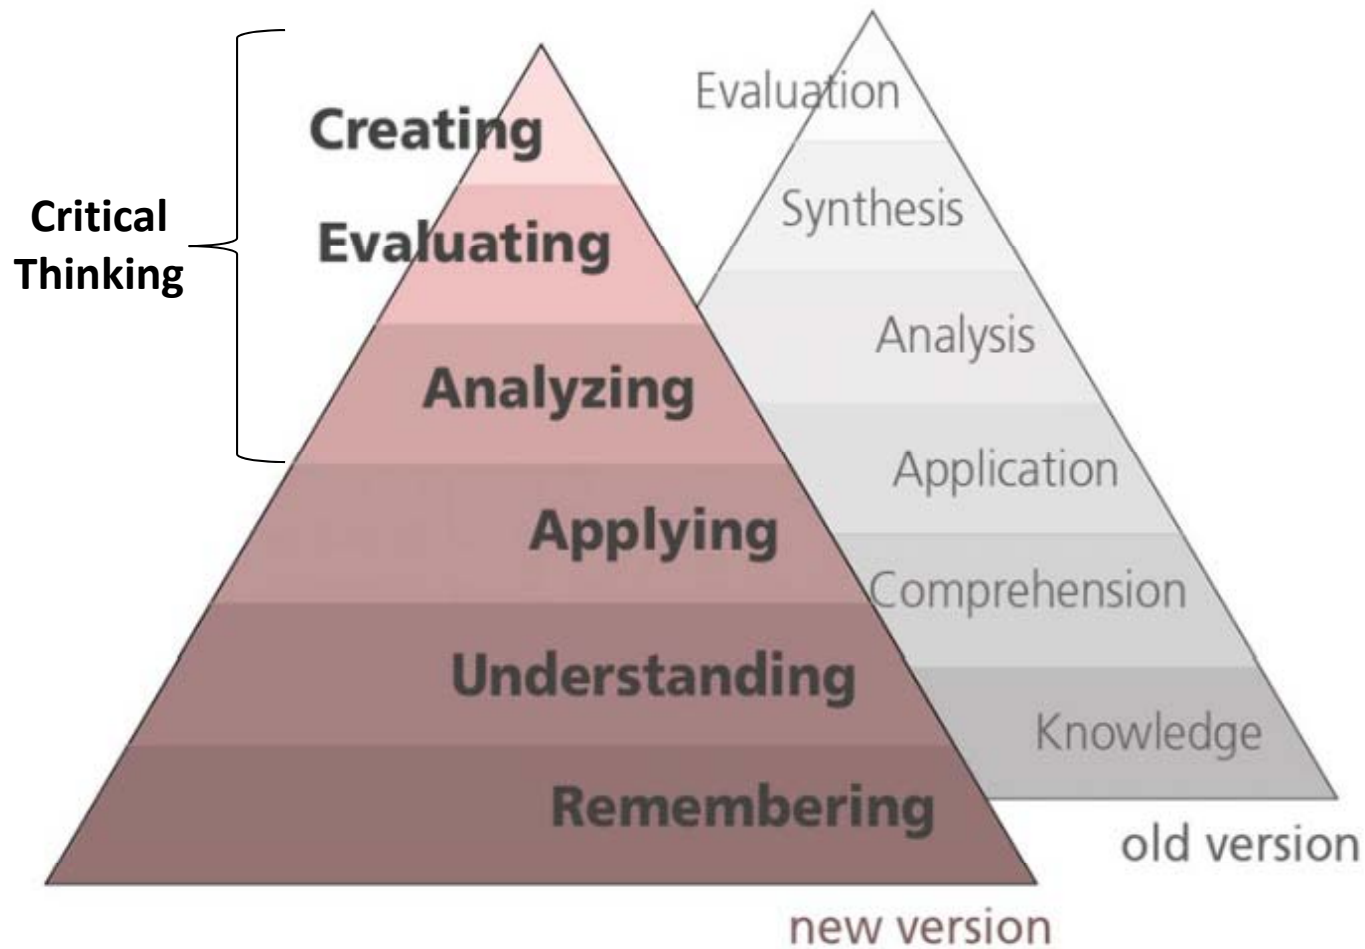 Critical
Thinking
Creating
Evaluating
Analyzing
Applying
Understanding
Remembering
new version
Evaluation
Synthesis
Analysis
Application
Comprehension
Knowledge
old version